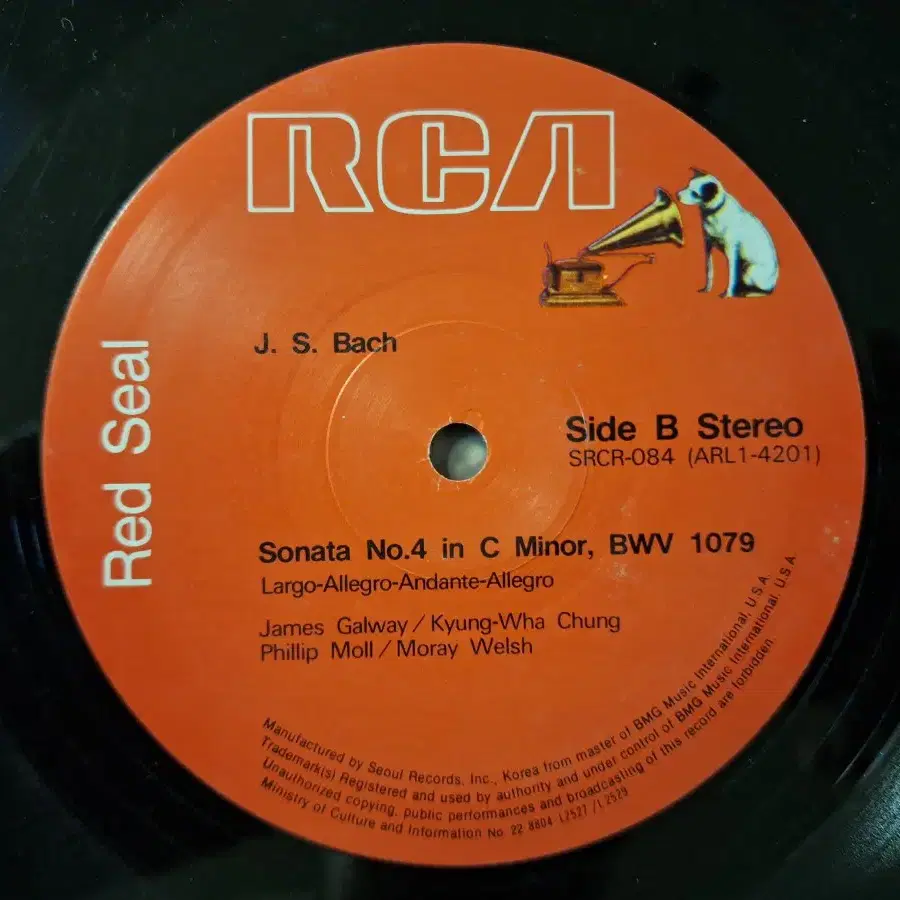 RCA
Red Seal
J. S. Bach
Side B Stereo
SRCR-084 (ARL1-4201)
Sonata No.4 in C Minor, BWV 1079
Largo-Allegro-Andante-Allegro
James Galway / Kyung-Wha Chung
Phillip Moll / Moray Welsh
Manufactured by Seoul Records, Inc., Korea from master of BMG Music International, U.S.A.
Trademark(s) Registered and used by authority and under control of BMG Music International, U.S.A.
Unauthorized copying, public performances and broadcasting of this record are forbidden.
Ministry of Culture and Information No 22 8804 L2527 / L2529